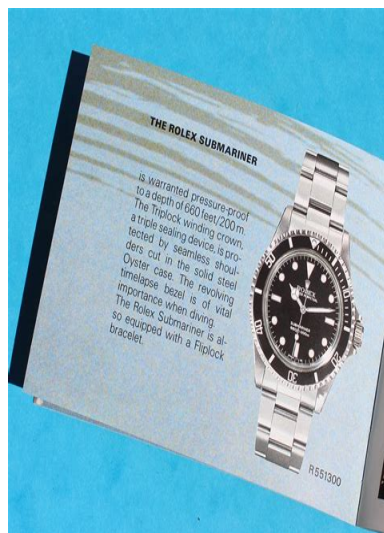 THE ROLEX SUBMARINER
is warranted pressure-proof
to a depth of 660 feet/200 m.
The Triplock winding crown,
a triple sealing device, is pro-
tected by seamless shoul-
ders cut in the solid steel
Oyster case. The revolving
timelapse bezel is of vital
importance when diving.
The Rolex Submariner is al-
so equipped with a Fliplock
bracelet.
R 551300